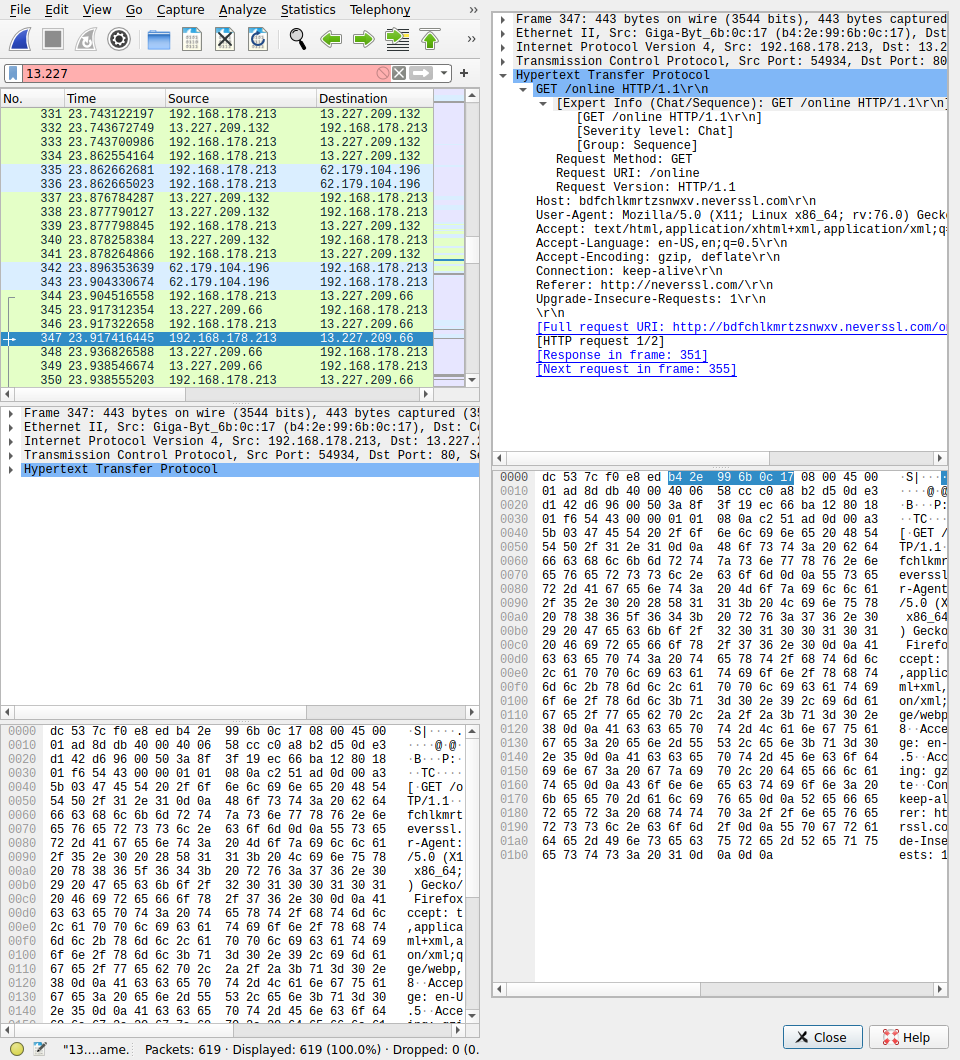 File Edit View Go Capture Analyze Statistics Telephony »
»
13.227
No. Time Source Destination
331 23.743122197 192.168.178.213 13.227.209.132
332 23.743672749 13.227.209.132 192.168.178.213
333 23.743700986 192.168.178.213 13.227.209.132
334 23.862554164 192.168.178.213 13.227.209.132
335 23.862662681 192.168.178.213 62.179.104.196
336 23.862665023 192.168.178.213 62.179.104.196
337 23.876784287 13.227.209.132 192.168.178.213
338 23.877790127 13.227.209.132 192.168.178.213
339 23.877798845 192.168.178.213 13.227.209.132
340 23.878258384 13.227.209.132 192.168.178.213
341 23.878264866 192.168.178.213 13.227.209.132
342 23.896353639 62.179.104.196 192.168.178.213
343 23.904330674 62.179.104.196 192.168.178.213
344 23.904516558 192.168.178.213 13.227.209.66
345 23.917312354 13.227.209.66 192.168.178.213
346 23.917322658 192.168.178.213 13.227.209.66
347 23.917416445 192.168.178.213 13.227.209.66
348 23.936826588 13.227.209.66 192.168.178.213
349 23.938546674 13.227.209.66 192.168.178.213
350 23.938555203 192.168.178.213 13.227.209.66
Frame 347: 443 bytes on wire (3544 bits), 443 bytes captured (35
Ethernet II, Src: Giga-Byt_6b:0c:17 (b4:2e:99:6b:0c:17), Dst: Co
Internet Protocol Version 4, Src: 192.168.178.213, Dst: 13.227.2
Transmission Control Protocol, Src Port: 54934, Dst Port: 80, Se
Hypertext Transfer Protocol
0000 dc 53 7c f0 e8 ed b4 2e 99 6b 0c 17 08 00 45 00 ·S|····.
0010 01 ad 8d db 40 00 40 06 58 cc c0 a8 b2 d5 0d e3 ····@·@·
0020 d1 42 d6 96 00 50 3a 8f 3f 19 ec 66 ba 12 80 18 ·B···P:·
0030 01 f6 54 43 00 00 01 01 08 0a c2 51 ad 0d 00 a3 ··TC····
0040 5b 03 47 45 54 20 2f 6f 6e 6c 69 6e 65 20 48 54 [·GET /o
0050 54 50 2f 31 2e 31 0d 0a 48 6f 73 74 3a 20 62 64 TP/1.1··
0060 66 63 68 6c 6b 6d 72 74 7a 73 6e 77 78 76 2e 6e fchlkmrt
0070 65 76 65 72 73 73 6c 2e 63 6f 6d 0d 0a 55 73 65 everssl.
0080 72 2d 41 67 65 6e 74 3a 20 4d 6f 7a 69 6c 6c 61 r-Agent:
0090 2f 35 2e 30 20 28 58 31 31 3b 20 4c 69 6e 75 78 /5.0 (X1
00a0 20 78 38 36 5f 36 34 3b 20 72 76 3a 37 36 2e 30 x86_64;
00b0 29 20 47 65 63 6b 6f 2f 32 30 31 30 30 31 30 31 ) Gecko/
00c0 20 46 69 72 65 66 6f 78 2f 37 36 2e 30 0d 0a 41 Firefox
00d0 63 63 65 70 74 3a 20 74 65 78 74 2f 68 74 6d 6c ccept: t
00e0 2c 61 70 70 6c 69 63 61 74 69 6f 6e 2f 78 68 74 ,applica
00f0 6d 6c 2b 78 6d 6c 2c 61 70 70 6c 69 63 61 74 69 ml+xml,a
0100 6f 6e 2f 78 6d 6c 3b 71 3d 30 2e 39 2c 69 6d 61 on/xml;q
0110 67 65 2f 77 65 62 70 2c 2a 2f 2a 3b 71 3d 30 2e ge/webp,
0120 38 0d 0a 41 63 63 65 70 74 2d 4c 61 6e 67 75 61 8··Accep
0130 67 65 3a 20 65 6e 2d 55 53 2c 65 6e 3b 71 3d 30 ge: en-U
0140 2e 35 0d 0a 41 63 63 65 70 74 2d 45 6e 63 6f 64 .5··Acce
"13....ame. Packets: 619 · Displayed: 619 (100.0%) · Dropped: 0 (0.
Frame 347: 443 bytes on wire (3544 bits), 443 bytes captured
Ethernet II, Src: Giga-Byt_6b:0c:17 (b4:2e:99:6b:0c:17), Dst
Internet Protocol Version 4, Src: 192.168.178.213, Dst: 13.2
Transmission Control Protocol, Src Port: 54934, Dst Port: 80
Hypertext Transfer Protocol
GET /online HTTP/1.1\r\n
[Expert Info (Chat/Sequence): GET /online HTTP/1.1\r\n]
[GET /online HTTP/1.1\r\n]
[Severity level: Chat]
[Group: Sequence]
Request Method: GET
Request URI: /online
Request Version: HTTP/1.1
Host: bdfchlkmrtzsnwxv.neverssl.com\r\n
User-Agent: Mozilla/5.0 (X11; Linux x86_64; rv:76.0) Gecko
Accept: text/html,application/xhtml+xml,application/xml;q=
Accept-Language: en-US,en;q=0.5\r\n
Accept-Encoding: gzip, deflate\r\n
Connection: keep-alive\r\n
Referer: http://neverssl.com/\r\n
Upgrade-Insecure-Requests: 1\r\n
\r\n
[Full request URI: http://bdfchlkmrtzsnwxv.neverssl.com/on
[HTTP request 1/2]
[Response in frame: 351]
[Next request in frame: 355]
0000 dc 53 7c f0 e8 ed b4 2e 99 6b 0c 17 08 00 45 00 ·S|····
0010 01 ad 8d db 40 00 40 06 58 cc c0 a8 b2 d5 0d e3 ····@·@
0020 d1 42 d6 96 00 50 3a 8f 3f 19 ec 66 ba 12 80 18 ·B···P:
0030 01 f6 54 43 00 00 01 01 08 0a c2 51 ad 0d 00 a3 ··TC···
0040 5b 03 47 45 54 20 2f 6f 6e 6c 69 6e 65 20 48 54 [·GET /
0050 54 50 2f 31 2e 31 0d 0a 48 6f 73 74 3a 20 62 64 TP/1.1·
0060 66 63 68 6c 6b 6d 72 74 7a 73 6e 77 78 76 2e 6e fchlkmr
0070 65 76 65 72 73 73 6c 2e 63 6f 6d 0d 0a 55 73 65 everssl
0080 72 2d 41 67 65 6e 74 3a 20 4d 6f 7a 69 6c 6c 61 r-Agent
0090 2f 35 2e 30 20 28 58 31 31 3b 20 4c 69 6e 75 78 /5.0 (X
00a0 20 78 38 36 5f 36 34 3b 20 72 76 3a 37 36 2e 30 x86_64
00b0 29 20 47 65 63 6b 6f 2f 32 30 31 30 30 31 30 31 ) Gecko
00c0 20 46 69 72 65 66 6f 78 2f 37 36 2e 30 0d 0a 41 Firefo
00d0 63 63 65 70 74 3a 20 74 65 78 74 2f 68 74 6d 6c ccept:
00e0 2c 61 70 70 6c 69 63 61 74 69 6f 6e 2f 78 68 74 ,applic
00f0 6d 6c 2b 78 6d 6c 2c 61 70 70 6c 69 63 61 74 69 ml+xml,
0100 6f 6e 2f 78 6d 6c 3b 71 3d 30 2e 39 2c 69 6d 61 on/xml;
0110 67 65 2f 77 65 62 70 2c 2a 2f 2a 3b 71 3d 30 2e ge/webp
0120 38 0d 0a 41 63 63 65 70 74 2d 4c 61 6e 67 75 61 8··Acce
0130 67 65 3a 20 65 6e 2d 55 53 2c 65 6e 3b 71 3d 30 ge: en-
0140 2e 35 0d 0a 41 63 63 65 70 74 2d 45 6e 63 6f 64 .5··Acc
0150 69 6e 67 3a 20 67 7a 69 70 2c 20 64 65 66 6c 61 ing: gz
0160 74 65 0d 0a 43 6f 6e 6e 65 63 74 69 6f 6e 3a 20 te··Con
0170 6b 65 65 70 2d 61 6c 69 76 65 0d 0a 52 65 66 65 keep-al
0180 72 65 72 3a 20 68 74 74 70 3a 2f 2f 6e 65 76 65 rer: ht
0190 72 73 73 6c 2e 63 6f 6d 2f 0d 0a 55 70 67 72 61 rssl.co
01a0 64 65 2d 49 6e 73 65 63 75 72 65 2d 52 65 71 75 de-Inse
01b0 65 73 74 73 3a 20 31 0d 0a 0d 0a ests: 1
Close Help